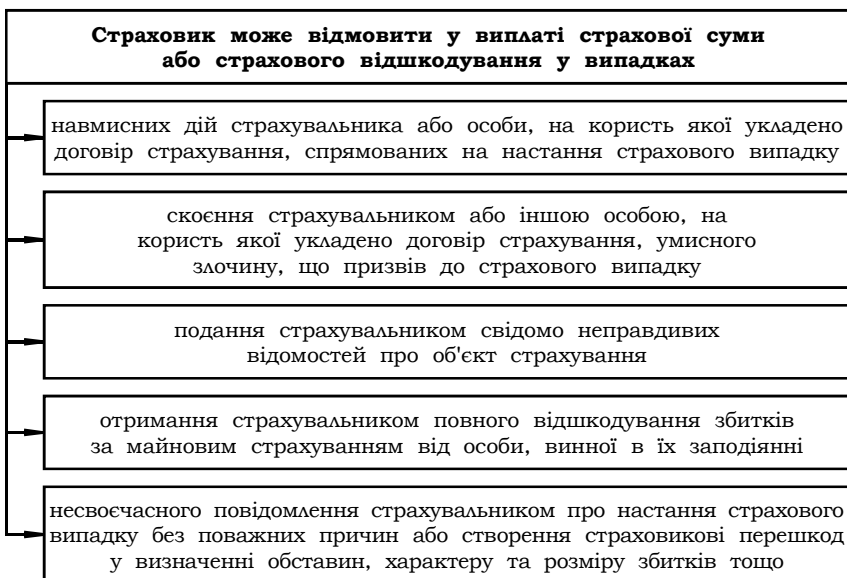 Страховик може відмовити у виплаті страхової суми
або страхового відшкодування у випадках
навмисних дій страхувальника або особи, на користь якої укладено
договір страхування, спрямованих на настання страхового випадку
скоєння страхувальником або іншою особою, на
користь якої укладено договір страхування, умисного
злочину, що призвів до страхового випадку
подання страхувальником свідомо неправдивих
відомостей про об'єкт страхування
отримання страхувальником повного відшкодування збитків
за майновим страхуванням від особи, винної в їх заподіянні
несвоєчасного повідомлення страхувальником про настання страхового
випадку без поважних причин або створення страховикові перешкод
у визначенні обставин, характеру та розміру збитків тощо